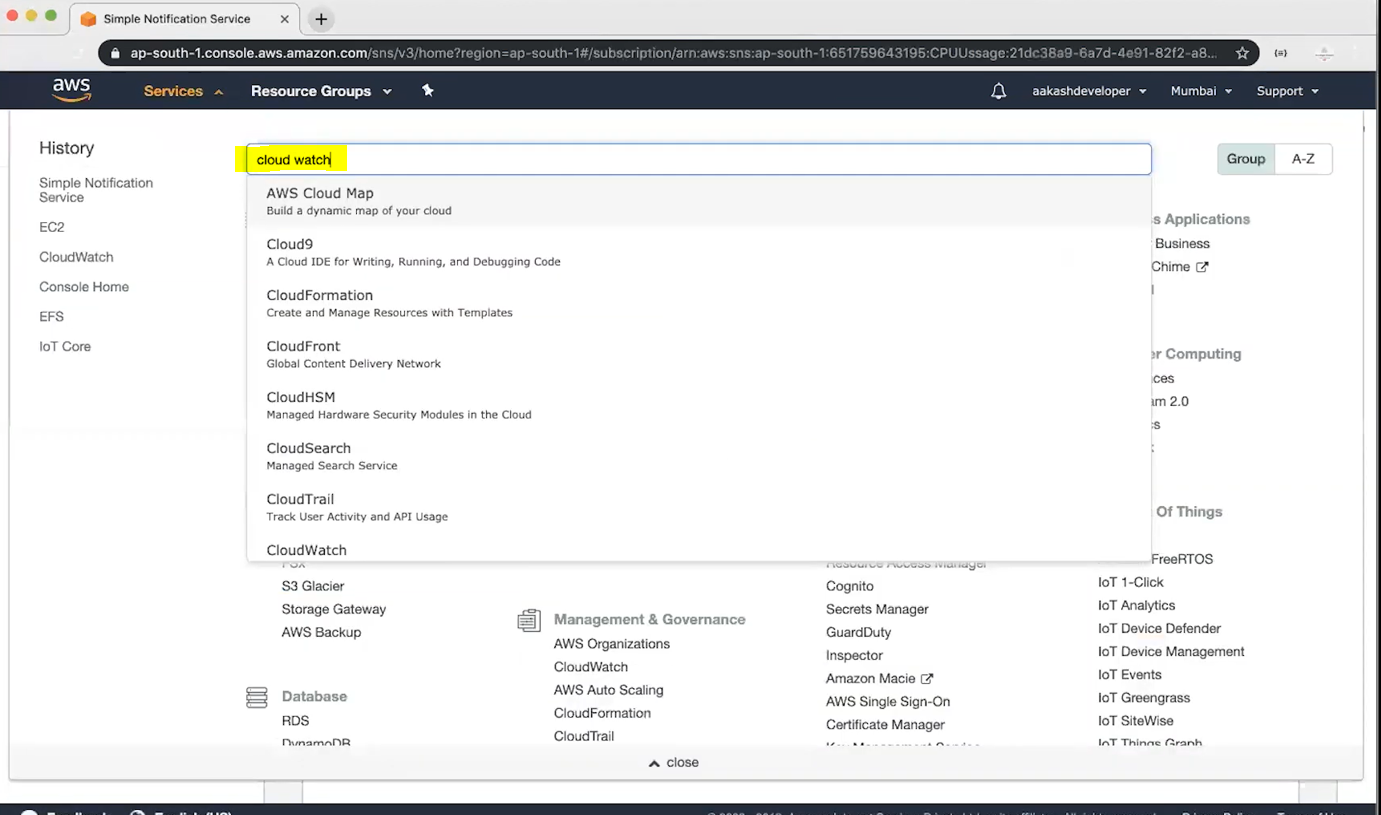 Simple Notification Service
ap-south-1.console.aws.amazon.com/sns/v3/home?region=ap-south-1#/subscription/arn:aws:sns:ap-south-1:651759643195:CPUUssage:21dc38a9-6a7d-4e91-82f2-a8...
aws
Services
Resource Groups
aakashdeveloper
Mumbai
Support
History
Simple Notification
Service
EC2
CloudWatch
Console Home
EFS
IoT Core
cloud watch
Group
A-Z
AWS Cloud Map
Build a dynamic map of your cloud
Cloud9
A Cloud IDE for Writing, Running, and Debugging Code
CloudFormation
Create and Manage Resources with Templates
CloudFront
Global Content Delivery Network
CloudHSM
Managed Hardware Security Modules in the Cloud
CloudSearch
Managed Search Service
CloudTrail
Track User Activity and API Usage
CloudWatch
FSx
S3 Glacier
Storage Gateway
AWS Backup
Database
RDS
DynamoDB
Management & Governance
AWS Organizations
CloudWatch
AWS Auto Scaling
CloudFormation
CloudTrail
Resource Access Manager
Cognito
Secrets Manager
GuardDuty
Inspector
Amazon Macie
AWS Single Sign-On
Certificate Manager
Key Management Service
s Applications
Business
Chime
er Computing
ces
am 2.0
Of Things
FreeRTOS
IoT 1-Click
IoT Analytics
IoT Device Defender
IoT Device Management
IoT Events
IoT Greengrass
IoT SiteWise
IoT Things Graph
close
English (US)